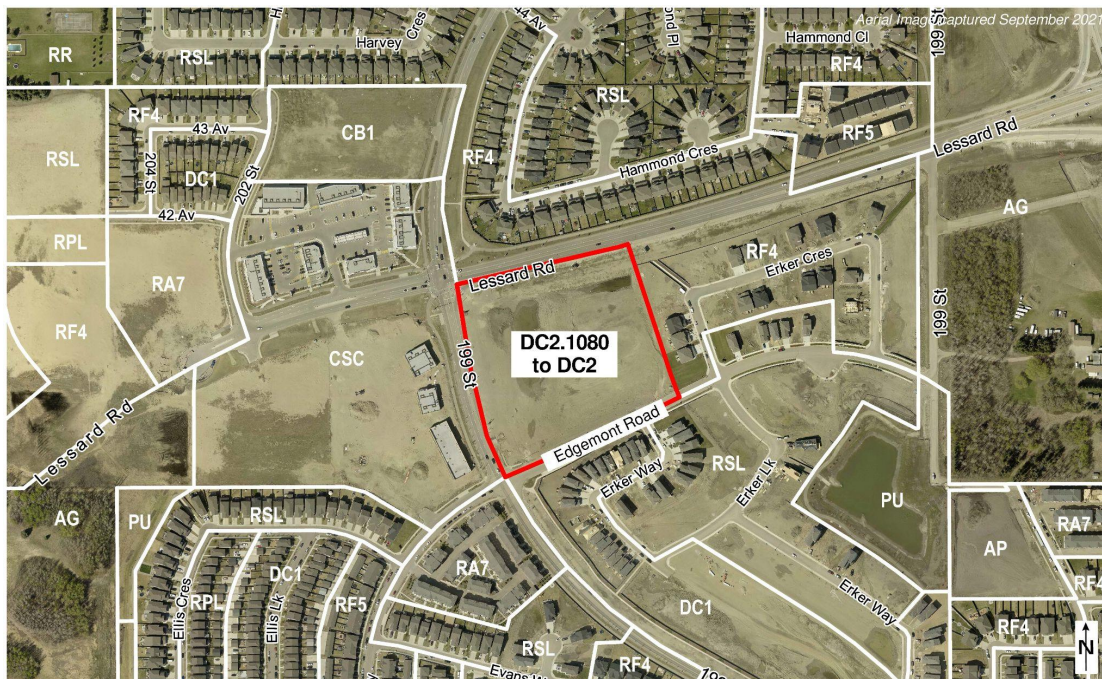 Aerial Image captured September 2021
44 Av
Harvey Cres
Hammond Cl
199 St
RR
RSL
RF4
RSL
RF4
CB1
RF4
RF5
Lessard Rd
43 Av
RSL
204 St
DC1
202 St
Hammond Cres
42 Av
AG
RPL
RA7
RF4
Erker Cres
Lessard Rd
RF4
199 St
DC2.1080
to DC2
CSC
199 St
Lessard Rd
Edgemont Road
Erker Way
RSL
Erker Lk
PU
AG
PU
RSL
RA7
AP
DC1
RA7
RPL
Ellis Cres
Ellis Lk
RF5
DC1
Erker Way
RF4
RF4
RSL
RF4
N